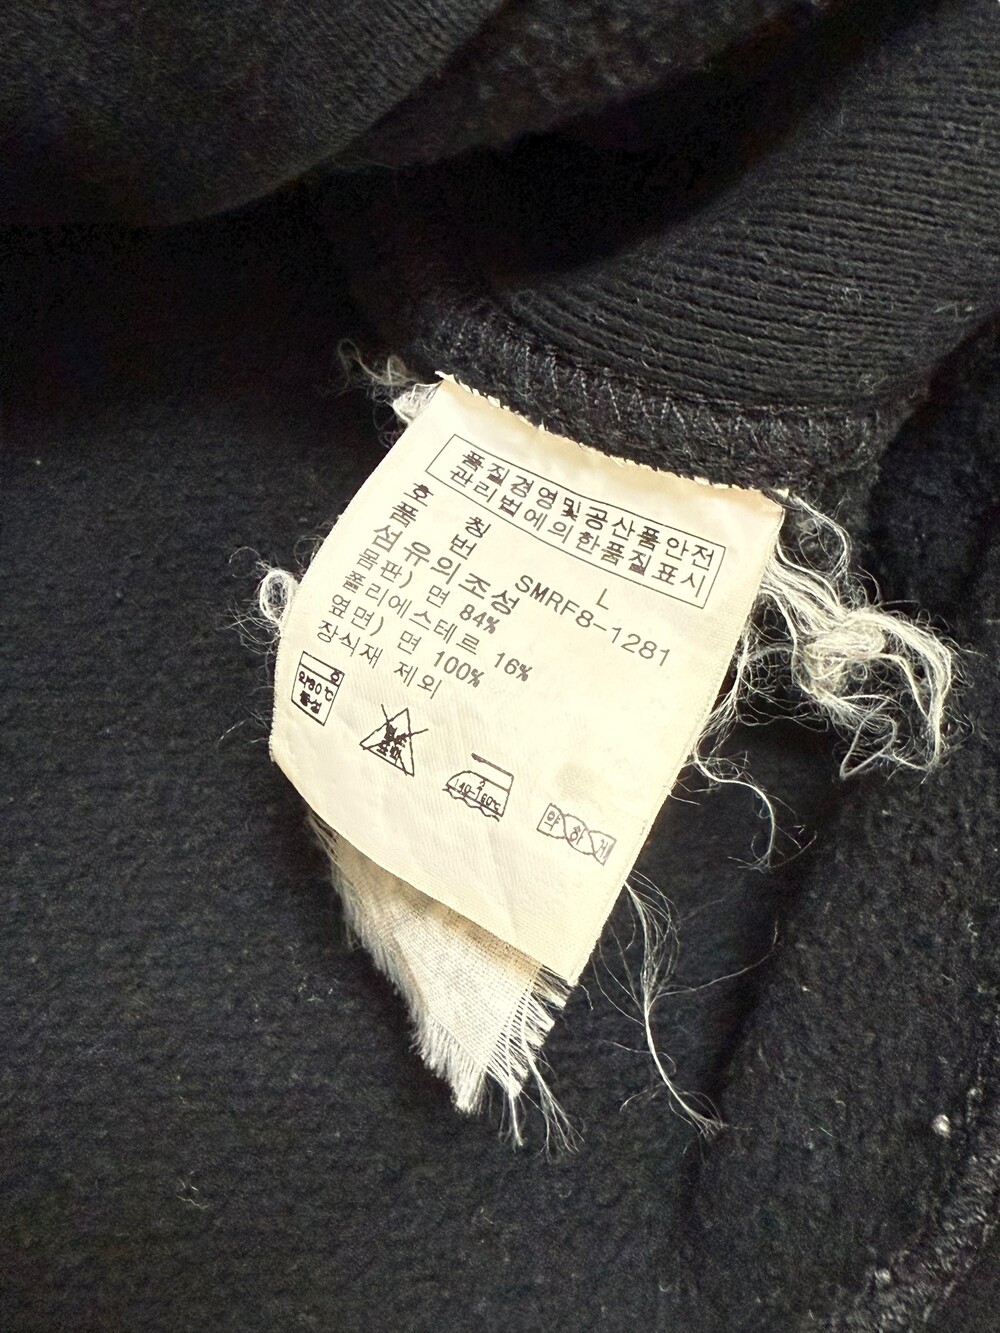 품질경영및공산품안전
관리법에의한품질표시
호 칭 L
품 번 SMRF8-1281
섬유의조성
몸판) 면 84%
폴리에스테르 16%
옆면) 면 100%
장식재 제외
약30℃
중성
140-160℃
약하게